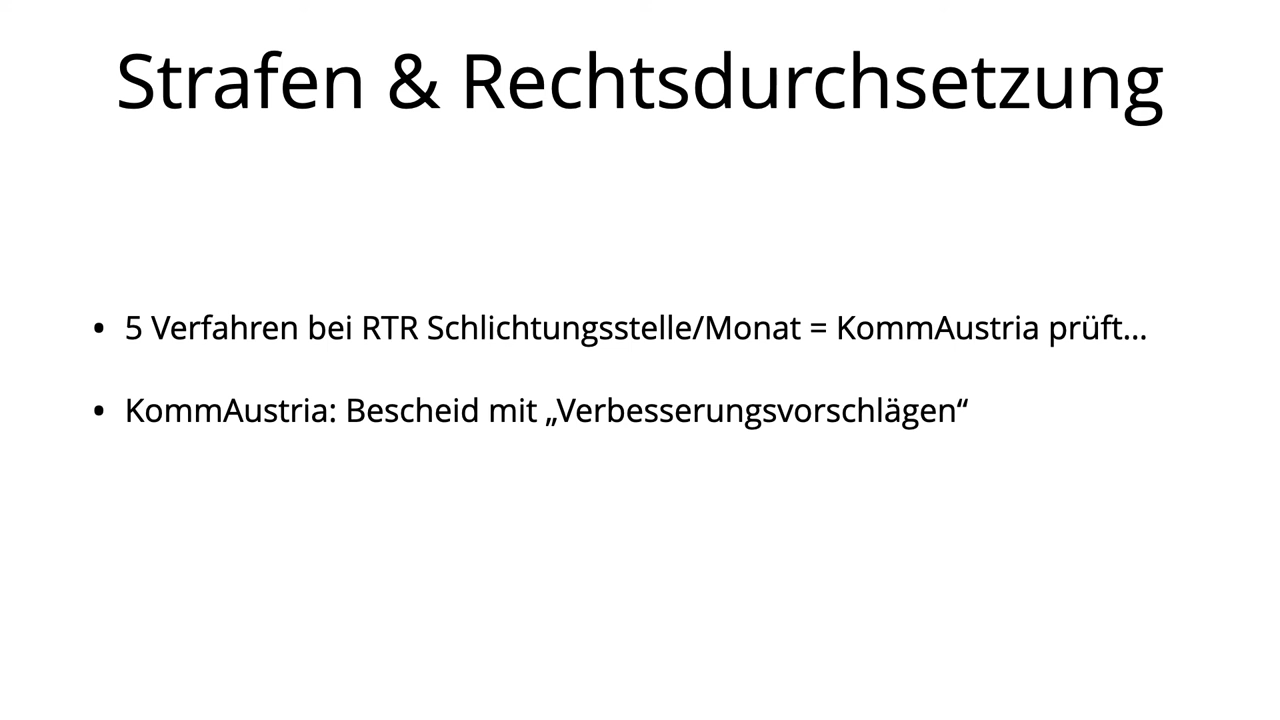 Strafen & Rechtsdurchsetzung
• 5 Verfahren bei RTR Schlichtungsstelle/Monat = KommAustria prüft...
• KommAustria: Bescheid mit „Verbesserungsvorschlägen“